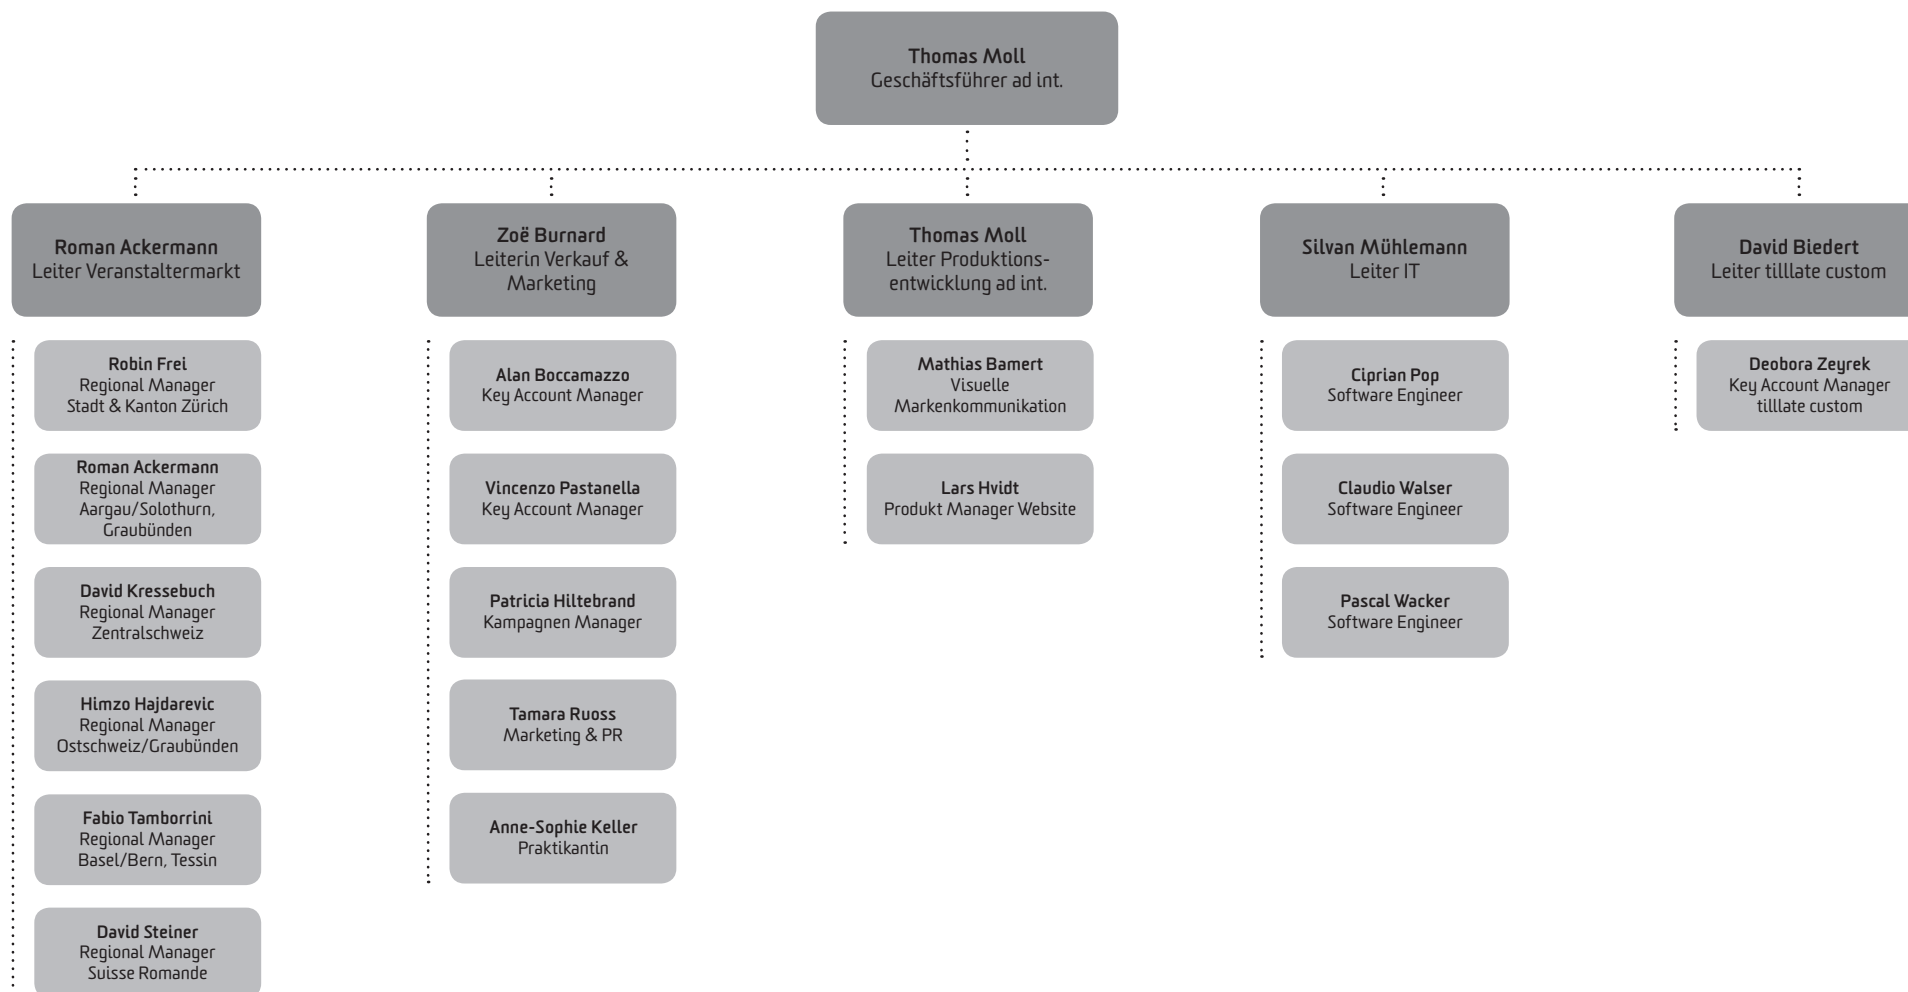 Thomas Moll
Geschäftsführer ad int.
Roman Ackermann
Leiter Veranstaltermarkt
Robin Frei
Regional Manager
Stadt & Kanton Zürich
Roman Ackermann
Regional Manager
Aargau/Solothurn,
Graubünden
David Kressebuch
Regional Manager
Zentralschweiz
Himzo Hajdarevic
Regional Manager
Ostschweiz/Graubünden
Fabio Tamborrini
Regional Manager
Basel/Bern, Tessin
David Steiner
Regional Manager
Suisse Romande
Zoë Burnard
Leiterin Verkauf &
Marketing
Alan Boccamazzo
Key Account Manager
Vincenzo Pastanella
Key Account Manager
Patricia Hiltebrand
Kampagnen Manager
Tamara Ruoss
Marketing & PR
Anne-Sophie Keller
Praktikantin
Thomas Moll
Leiter Produktions-
entwicklung ad int.
Mathias Bamert
Visuelle
Markenkommunikation
Lars Hvidt
Produkt Manager Website
Silvan Mühlemann
Leiter IT
Ciprian Pop
Software Engineer
Claudio Walser
Software Engineer
Pascal Wacker
Software Engineer
David Biedert
Leiter tilllate custom
Deobora Zeyrek
Key Account Manager
tilllate custom